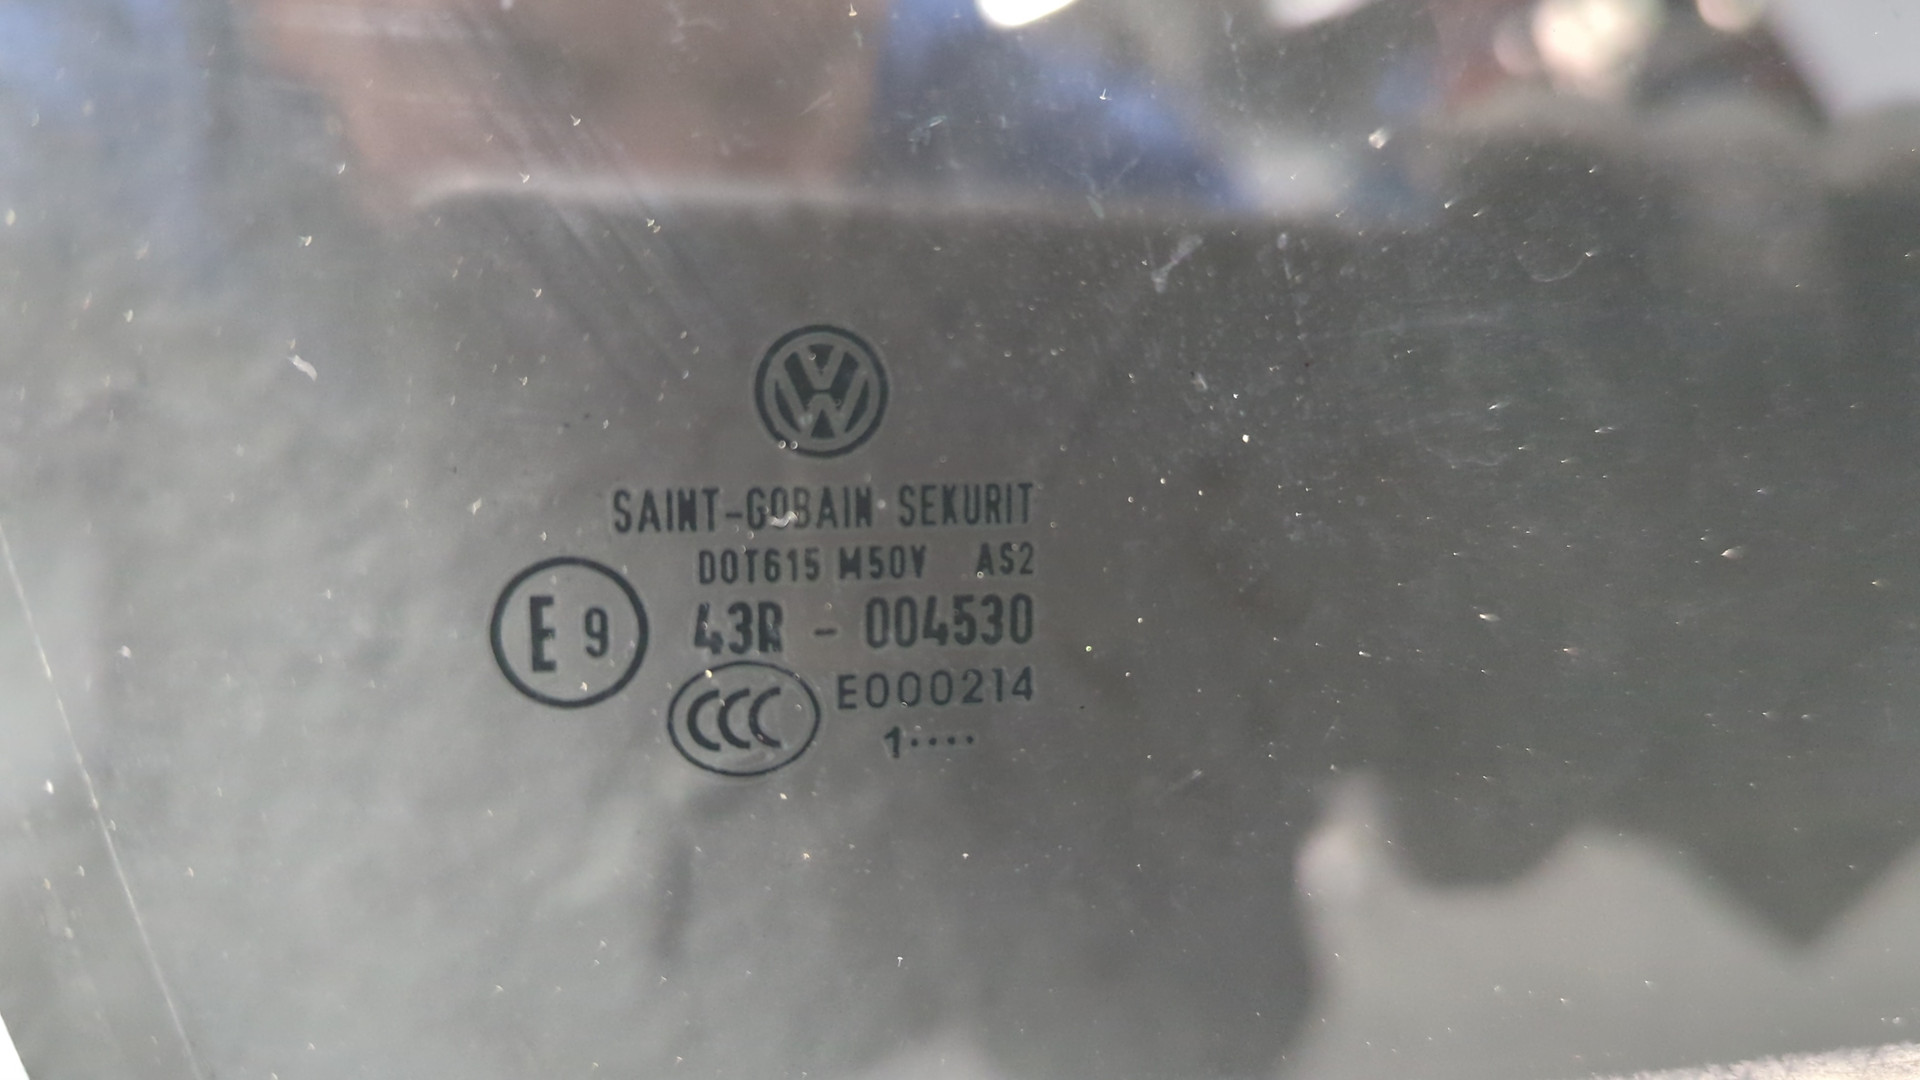 SAINT-GOBAIN SEKURIT
DOT615 M50V AS2
E 9 43R - 004530
CCC E000214
1····